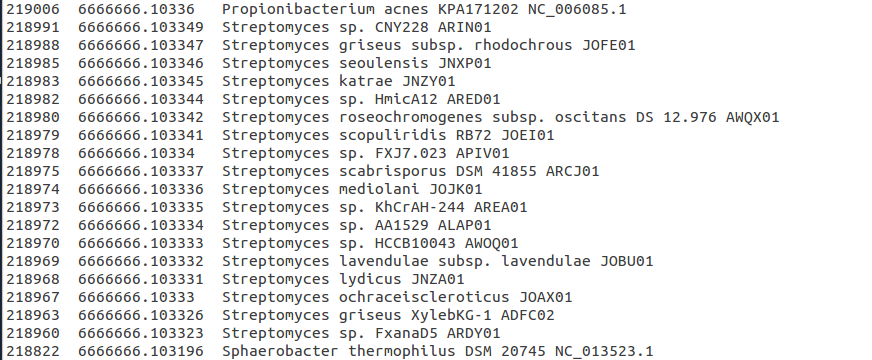 219006 6666666.10336 Propionibacterium acnes KPA171202 NC_006085.1
218991 6666666.103349 Streptomyces sp. CNY228 ARIN01
218988 6666666.103347 Streptomyces griseus subsp. rhodochrous JOFE01
218985 6666666.103346 Streptomyces seoulensis JNXP01
218983 6666666.103345 Streptomyces katrae JNZY01
218982 6666666.103344 Streptomyces sp. HmicA12 ARED01
218980 6666666.103342 Streptomyces roseochromogenes subsp. oscitans DS 12.976 AWQX01
218979 6666666.103341 Streptomyces scopuliridis RB72 JOEI01
218978 6666666.10334 Streptomyces sp. FXJ7.023 APIV01
218975 6666666.103337 Streptomyces scabrisporus DSM 41855 ARCJ01
218974 6666666.103336 Streptomyces mediolani JOJK01
218973 6666666.103335 Streptomyces sp. KhCrAH-244 AREA01
218972 6666666.103334 Streptomyces sp. AA1529 ALAP01
218970 6666666.103333 Streptomyces sp. HCCB10043 AWOQ01
218969 6666666.103332 Streptomyces lavendulae subsp. lavendulae JOBU01
218968 6666666.103331 Streptomyces lydicus JNZA01
218967 6666666.10333 Streptomyces ochraceiscleroticus JOAX01
218963 6666666.103326 Streptomyces griseus XylebKG-1 ADFC02
218960 6666666.103323 Streptomyces sp. FxanaD5 ARDY01
218822 6666666.103196 Sphaerobacter thermophilus DSM 20745 NC_013523.1